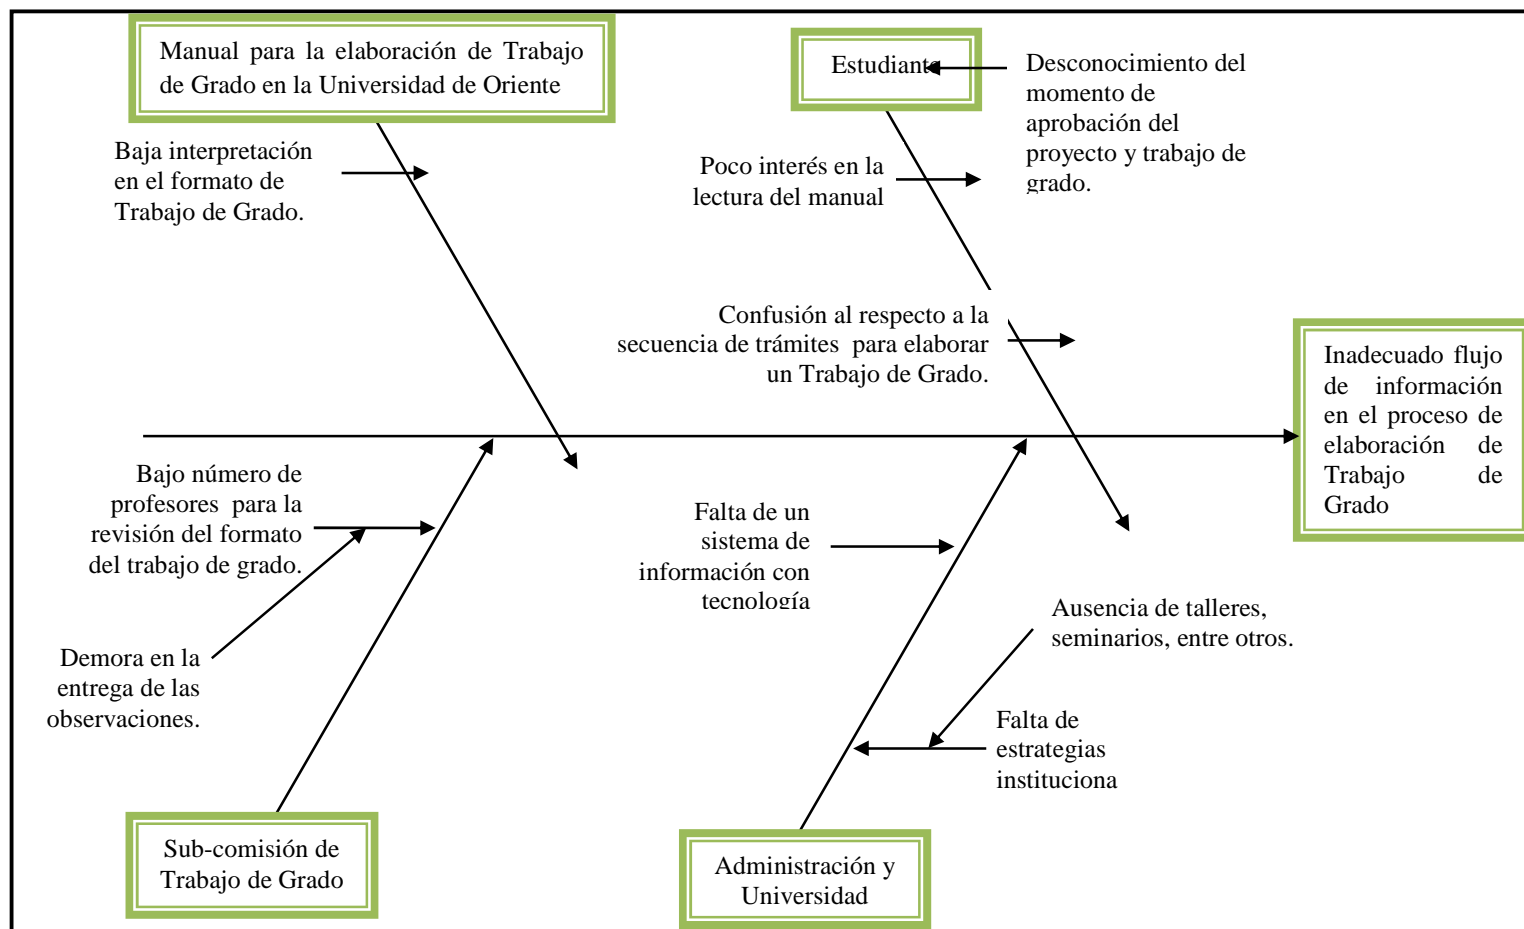 Manual para la elaboración de Trabajo
de Grado en la Universidad de Oriente
Estudiante
Desconocimiento del
momento de
aprobación del
proyecto y trabajo de
grado.
Baja interpretación
en el formato de
Trabajo de Grado.
Poco interés en la
lectura del manual
Confusión al respecto a la
secuencia de trámites para elaborar
un Trabajo de Grado.
Inadecuado flujo
de información
en el proceso de
elaboración de
Trabajo de
Grado
Bajo número de
profesores para la
revisión del formato
del trabajo de grado.
Falta de un
sistema de
información con
tecnología
Demora en la
entrega de las
observaciones.
Ausencia de talleres,
seminarios, entre otros.
Falta de
estrategias
instituciona
Sub-comisión de
Trabajo de Grado
Administración y
Universidad